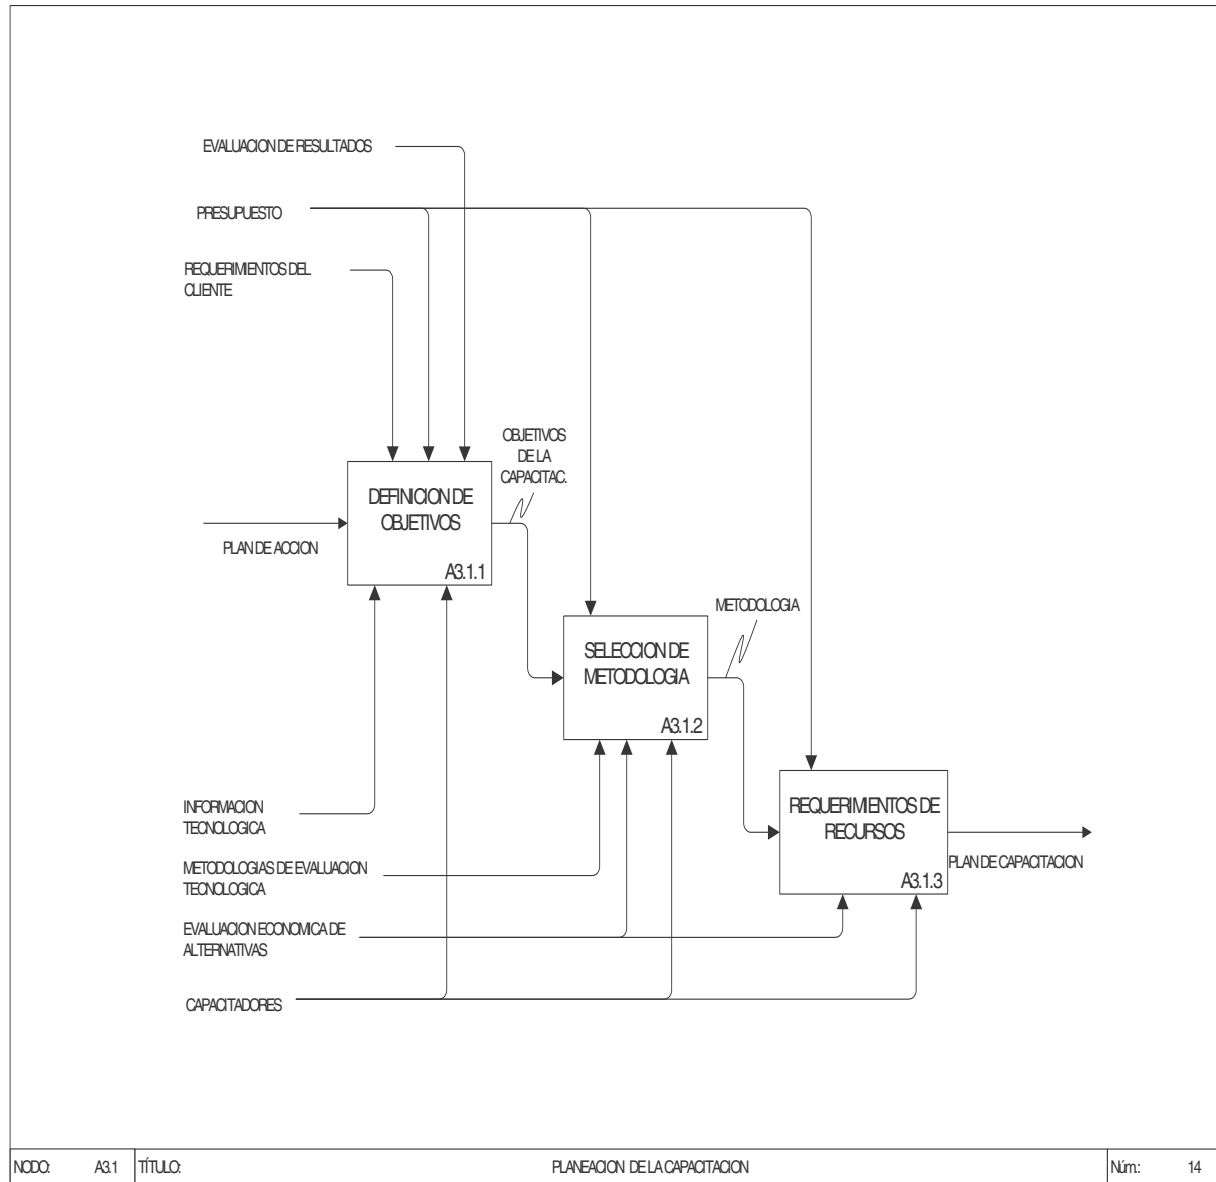 EVALUACION DE RESULTADOS
PRESUPUESTO
REQUERIMIENTOS DEL
CLIENTE
OBJETIVOS
DE LA
CAPACITAC.
DEFINICION DE
OBJETIVOS
A3.1.1
PLAN DE ACCION
METODOLOGIA
SELECCION DE
METODOLOGIA
A3.1.2
REQUERIMIENTOS DE
RECURSOS
A3.1.3
PLAN DE CAPACITACION
INFORMACION
TECNOLOGICA
METODOLOGIAS DE EVALUACION
TECNOLOGICA
EVALUACION ECONOMICA DE
ALTERNATIVAS
CAPACITADORES
NODO: A3.1 TÍTULO: PLANEACION DE LA CAPACITACION Núm.: 14